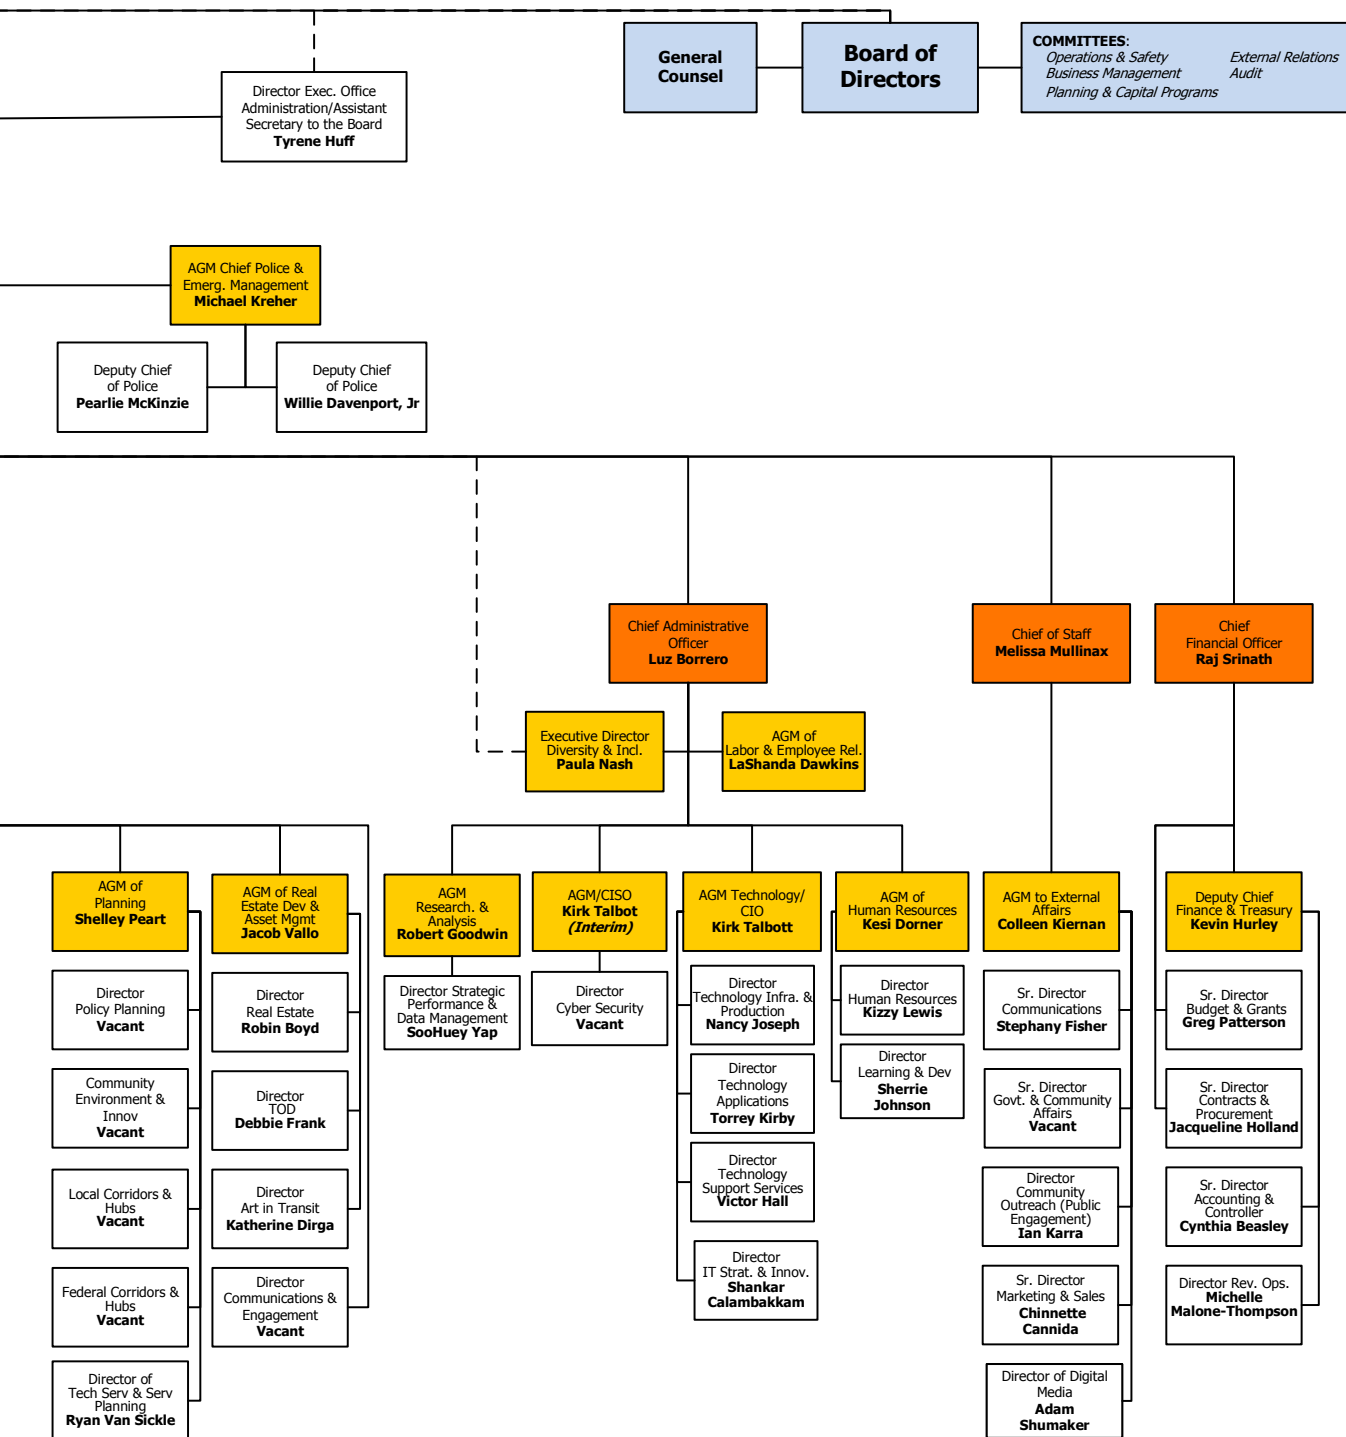 General
Counsel
Board of
Directors
COMMITTEES:
Operations & Safety External Relations
Business Management Audit
Planning & Capital Programs
Director Exec. Office
Administration/Assistant
Secretary to the Board
Tyrene Huff
AGM Chief Police &
Emerg. Management
Michael Kreher
Deputy Chief
of Police
Pearlie McKinzie
Deputy Chief
of Police
Willie Davenport, Jr
Chief Administrative
Officer
Luz Borrero
Chief of Staff
Melissa Mullinax
Chief
Financial Officer
Raj Srinath
Executive Director
Diversity & Incl.
Paula Nash
AGM of
Labor & Employee Rel.
LaShanda Dawkins
AGM of
Planning
Shelley Peart
AGM of Real
Estate Dev &
Asset Mgmt
Jacob Vallo
AGM
Research. &
Analysis
Robert Goodwin
AGM/CISO
Kirk Talbot
(Interim)
AGM Technology/
CIO
Kirk Talbott
AGM of
Human Resources
Kesi Dorner
AGM to External
Affairs
Colleen Kiernan
Deputy Chief
Finance & Treasury
Kevin Hurley
Director
Policy Planning
Vacant
Director
Real Estate
Robin Boyd
Director Strategic
Performance &
Data Management
SooHuey Yap
Director
Cyber Security
Vacant
Director
Technology Infra. &
Production
Nancy Joseph
Director
Human Resources
Kizzy Lewis
Sr. Director
Communications
Stephany Fisher
Sr. Director
Budget & Grants
Greg Patterson
Community
Environment &
Innov
Vacant
Director
TOD
Debbie Frank
Director
Technology
Applications
Torrey Kirby
Director
Learning & Dev
Sherrie
Johnson
Sr. Director
Govt. & Community
Affairs
Vacant
Sr. Director
Contracts &
Procurement
Jacqueline Holland
Local Corridors &
Hubs
Vacant
Director
Art in Transit
Katherine Dirga
Director
Technology
Support Services
Victor Hall
Director
Community
Outreach (Public
Engagement)
Ian Karra
Sr. Director
Accounting &
Controller
Cynthia Beasley
Federal Corridors &
Hubs
Vacant
Director
Communications &
Engagement
Vacant
Director
IT Strat. & Innov.
Shankar
Calambakkam
Sr. Director
Marketing & Sales
Chinnette
Cannida
Director Rev. Ops.
Michelle
Malone-Thompson
Director of
Tech Serv & Serv
Planning
Ryan Van Sickle
Director of Digital
Media
Adam
Shumaker